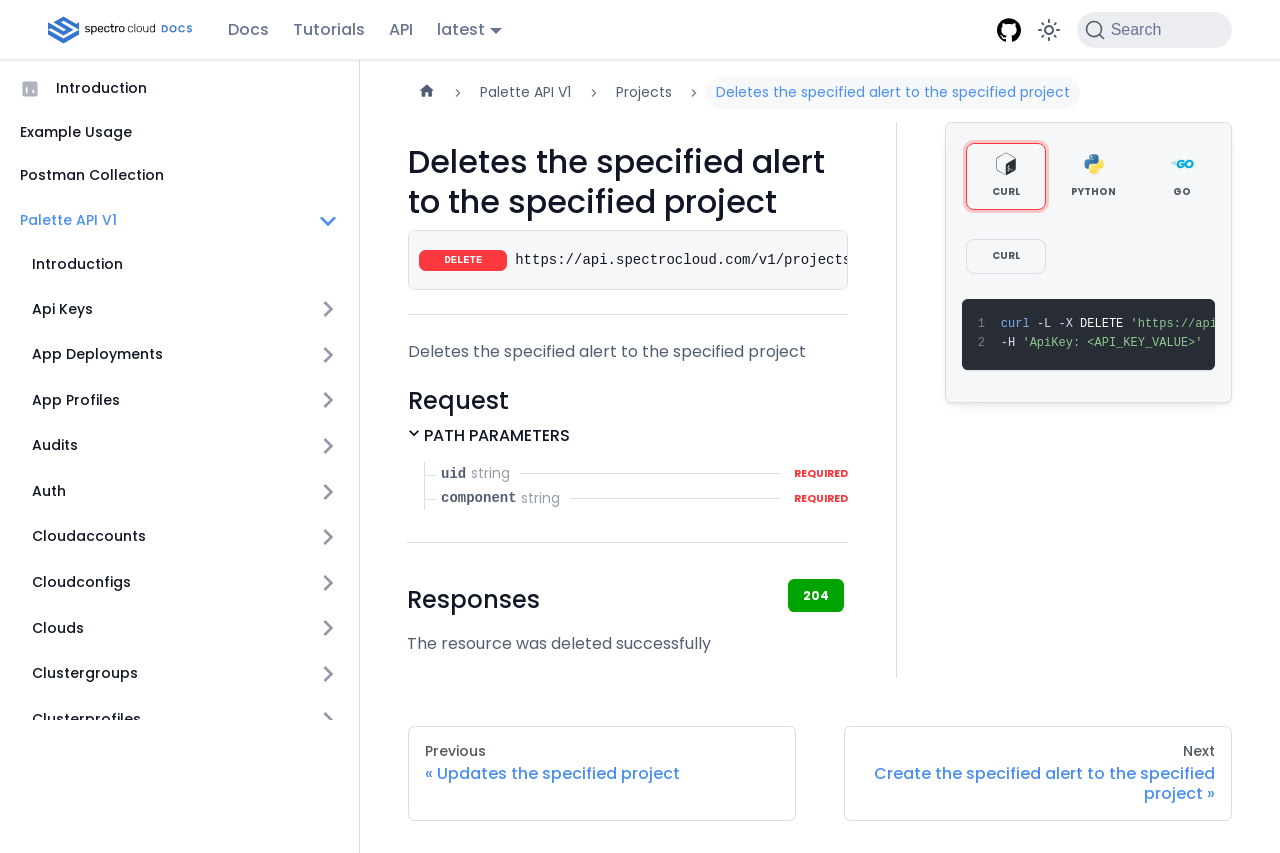 spectro cloud DOCS
Docs
Tutorials
API
latest
Search
Introduction
Example Usage
Postman Collection
Palette API V1
Introduction
Api Keys
App Deployments
App Profiles
Audits
Auth
Cloudaccounts
Cloudconfigs
Clouds
Clustergroups
Clusterprofiles
Palette API V1
Projects
Deletes the specified alert to the specified project
Deletes the specified alert
to the specified project
DELETE https://api.spectrocloud.com/v1/projects
Deletes the specified alert to the specified project
Request
PATH PARAMETERS
uid string REQUIRED
component string REQUIRED
Responses
204
The resource was deleted successfully
CURL
PYTHON
GO
CURL
1 curl -L -X DELETE 'https://api
2 -H 'ApiKey: <API_KEY_VALUE>'
Previous
« Updates the specified project
Next
Create the specified alert to the specified
project »